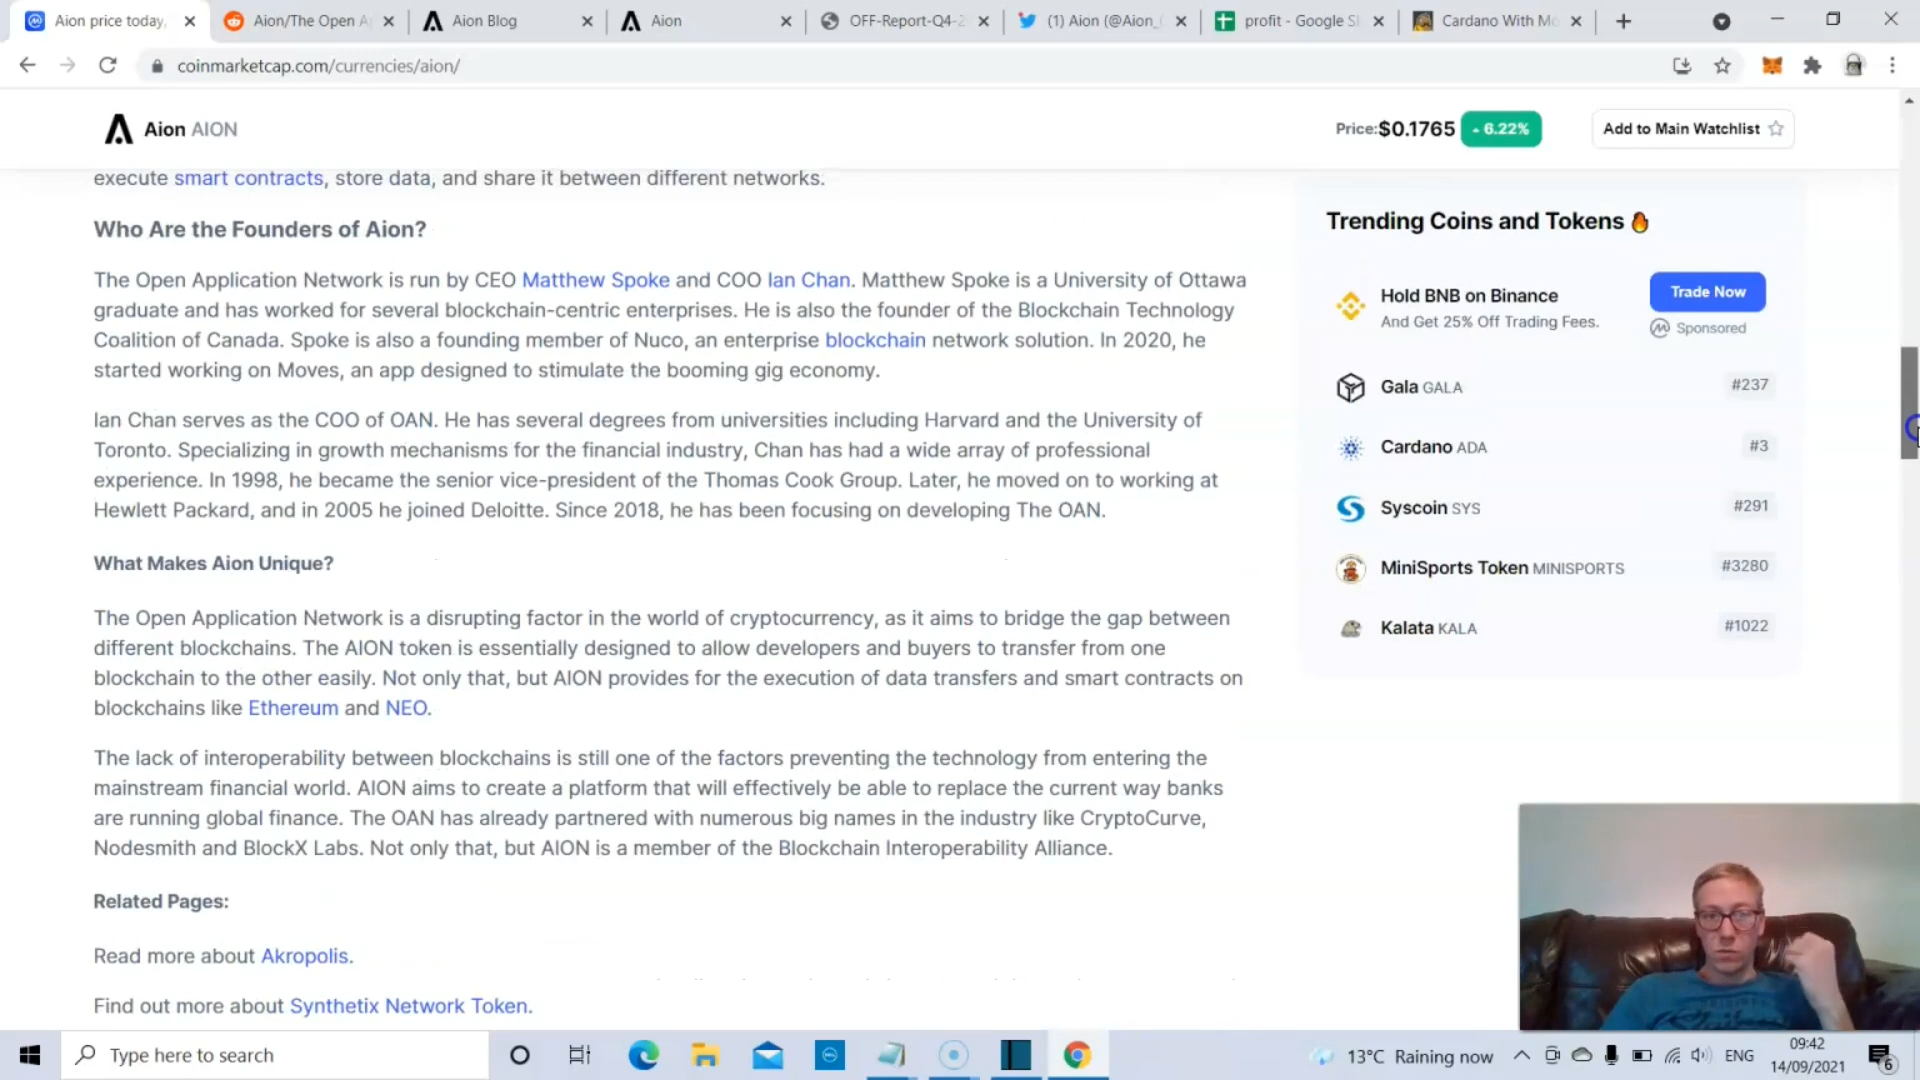 Aion price today,
Aion/The Open A
Aion Blog
Aion
OFF-Report-Q4-2
(1) Aion (@Aion_
profit - Google S
Cardano With Mo
coinmarketcap.com/currencies/aion/
Aion AION
Price:$0.1765
6.22%
Add to Main Watchlist
execute smart contracts, store data, and share it between different networks.
Who Are the Founders of Aion?
The Open Application Network is run by CEO Matthew Spoke and COO Ian Chan. Matthew Spoke is a University of Ottawa
graduate and has worked for several blockchain-centric enterprises. He is also the founder of the Blockchain Technology
Coalition of Canada. Spoke is also a founding member of Nuco, an enterprise blockchain network solution. In 2020, he
started working on Moves, an app designed to stimulate the booming gig economy.
Ian Chan serves as the COO of OAN. He has several degrees from universities including Harvard and the University of
Toronto. Specializing in growth mechanisms for the financial industry, Chan has had a wide array of professional
experience. In 1998, he became the senior vice-president of the Thomas Cook Group. Later, he moved on to working at
Hewlett Packard, and in 2005 he joined Deloitte. Since 2018, he has been focusing on developing The OAN.
What Makes Aion Unique?
The Open Application Network is a disrupting factor in the world of cryptocurrency, as it aims to bridge the gap between
different blockchains. The AION token is essentially designed to allow developers and buyers to transfer from one
blockchain to the other easily. Not only that, but AION provides for the execution of data transfers and smart contracts on
blockchains like Ethereum and NEO.
The lack of interoperability between blockchains is still one of the factors preventing the technology from entering the
mainstream financial world. AION aims to create a platform that will effectively be able to replace the current way banks
are running global finance. The OAN has already partnered with numerous big names in the industry like CryptoCurve,
Nodesmith and BlockX Labs. Not only that, but AION is a member of the Blockchain Interoperability Alliance.
Related Pages:
Read more about Akropolis.
Find out more about Synthetix Network Token.
Trending Coins and Tokens
Hold BNB on Binance
And Get 25% Off Trading Fees.
Trade Now
Sponsored
Gala GALA
#237
Cardano ADA
#3
Syscoin SYS
#291
MiniSports Token MINISPORTS
#3280
Kalata KALA
#1022
Type here to search
13°C Raining now
ENG
09:42
14/09/2021
6